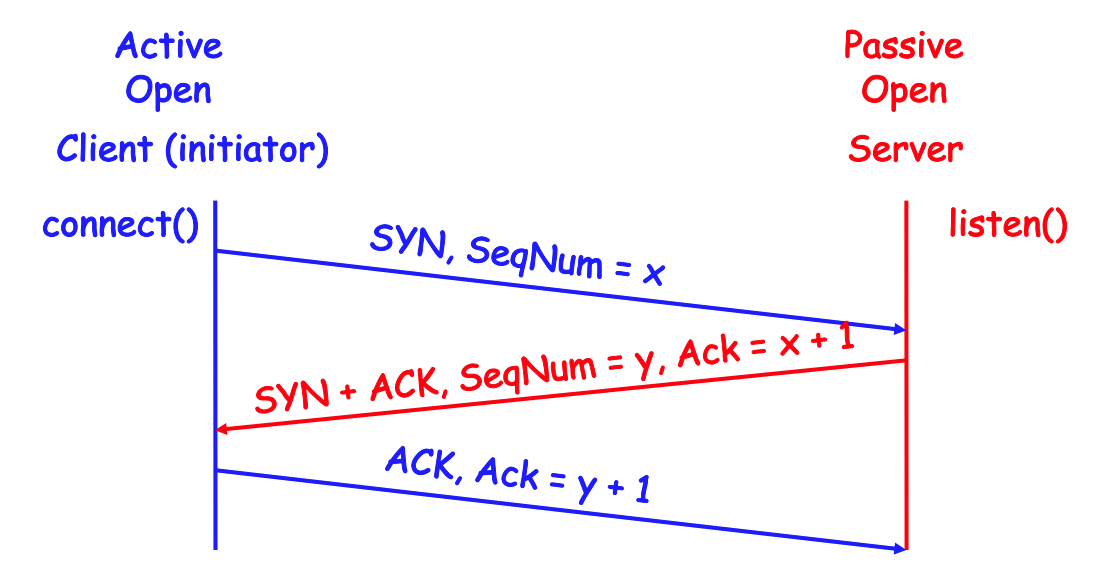 Active
Open
Passive
Open
Client (initiator)
Server
connect()
listen()
SYN, SeqNum = x
SYN + ACK, SeqNum = y, Ack = x + 1
ACK, Ack = y + 1